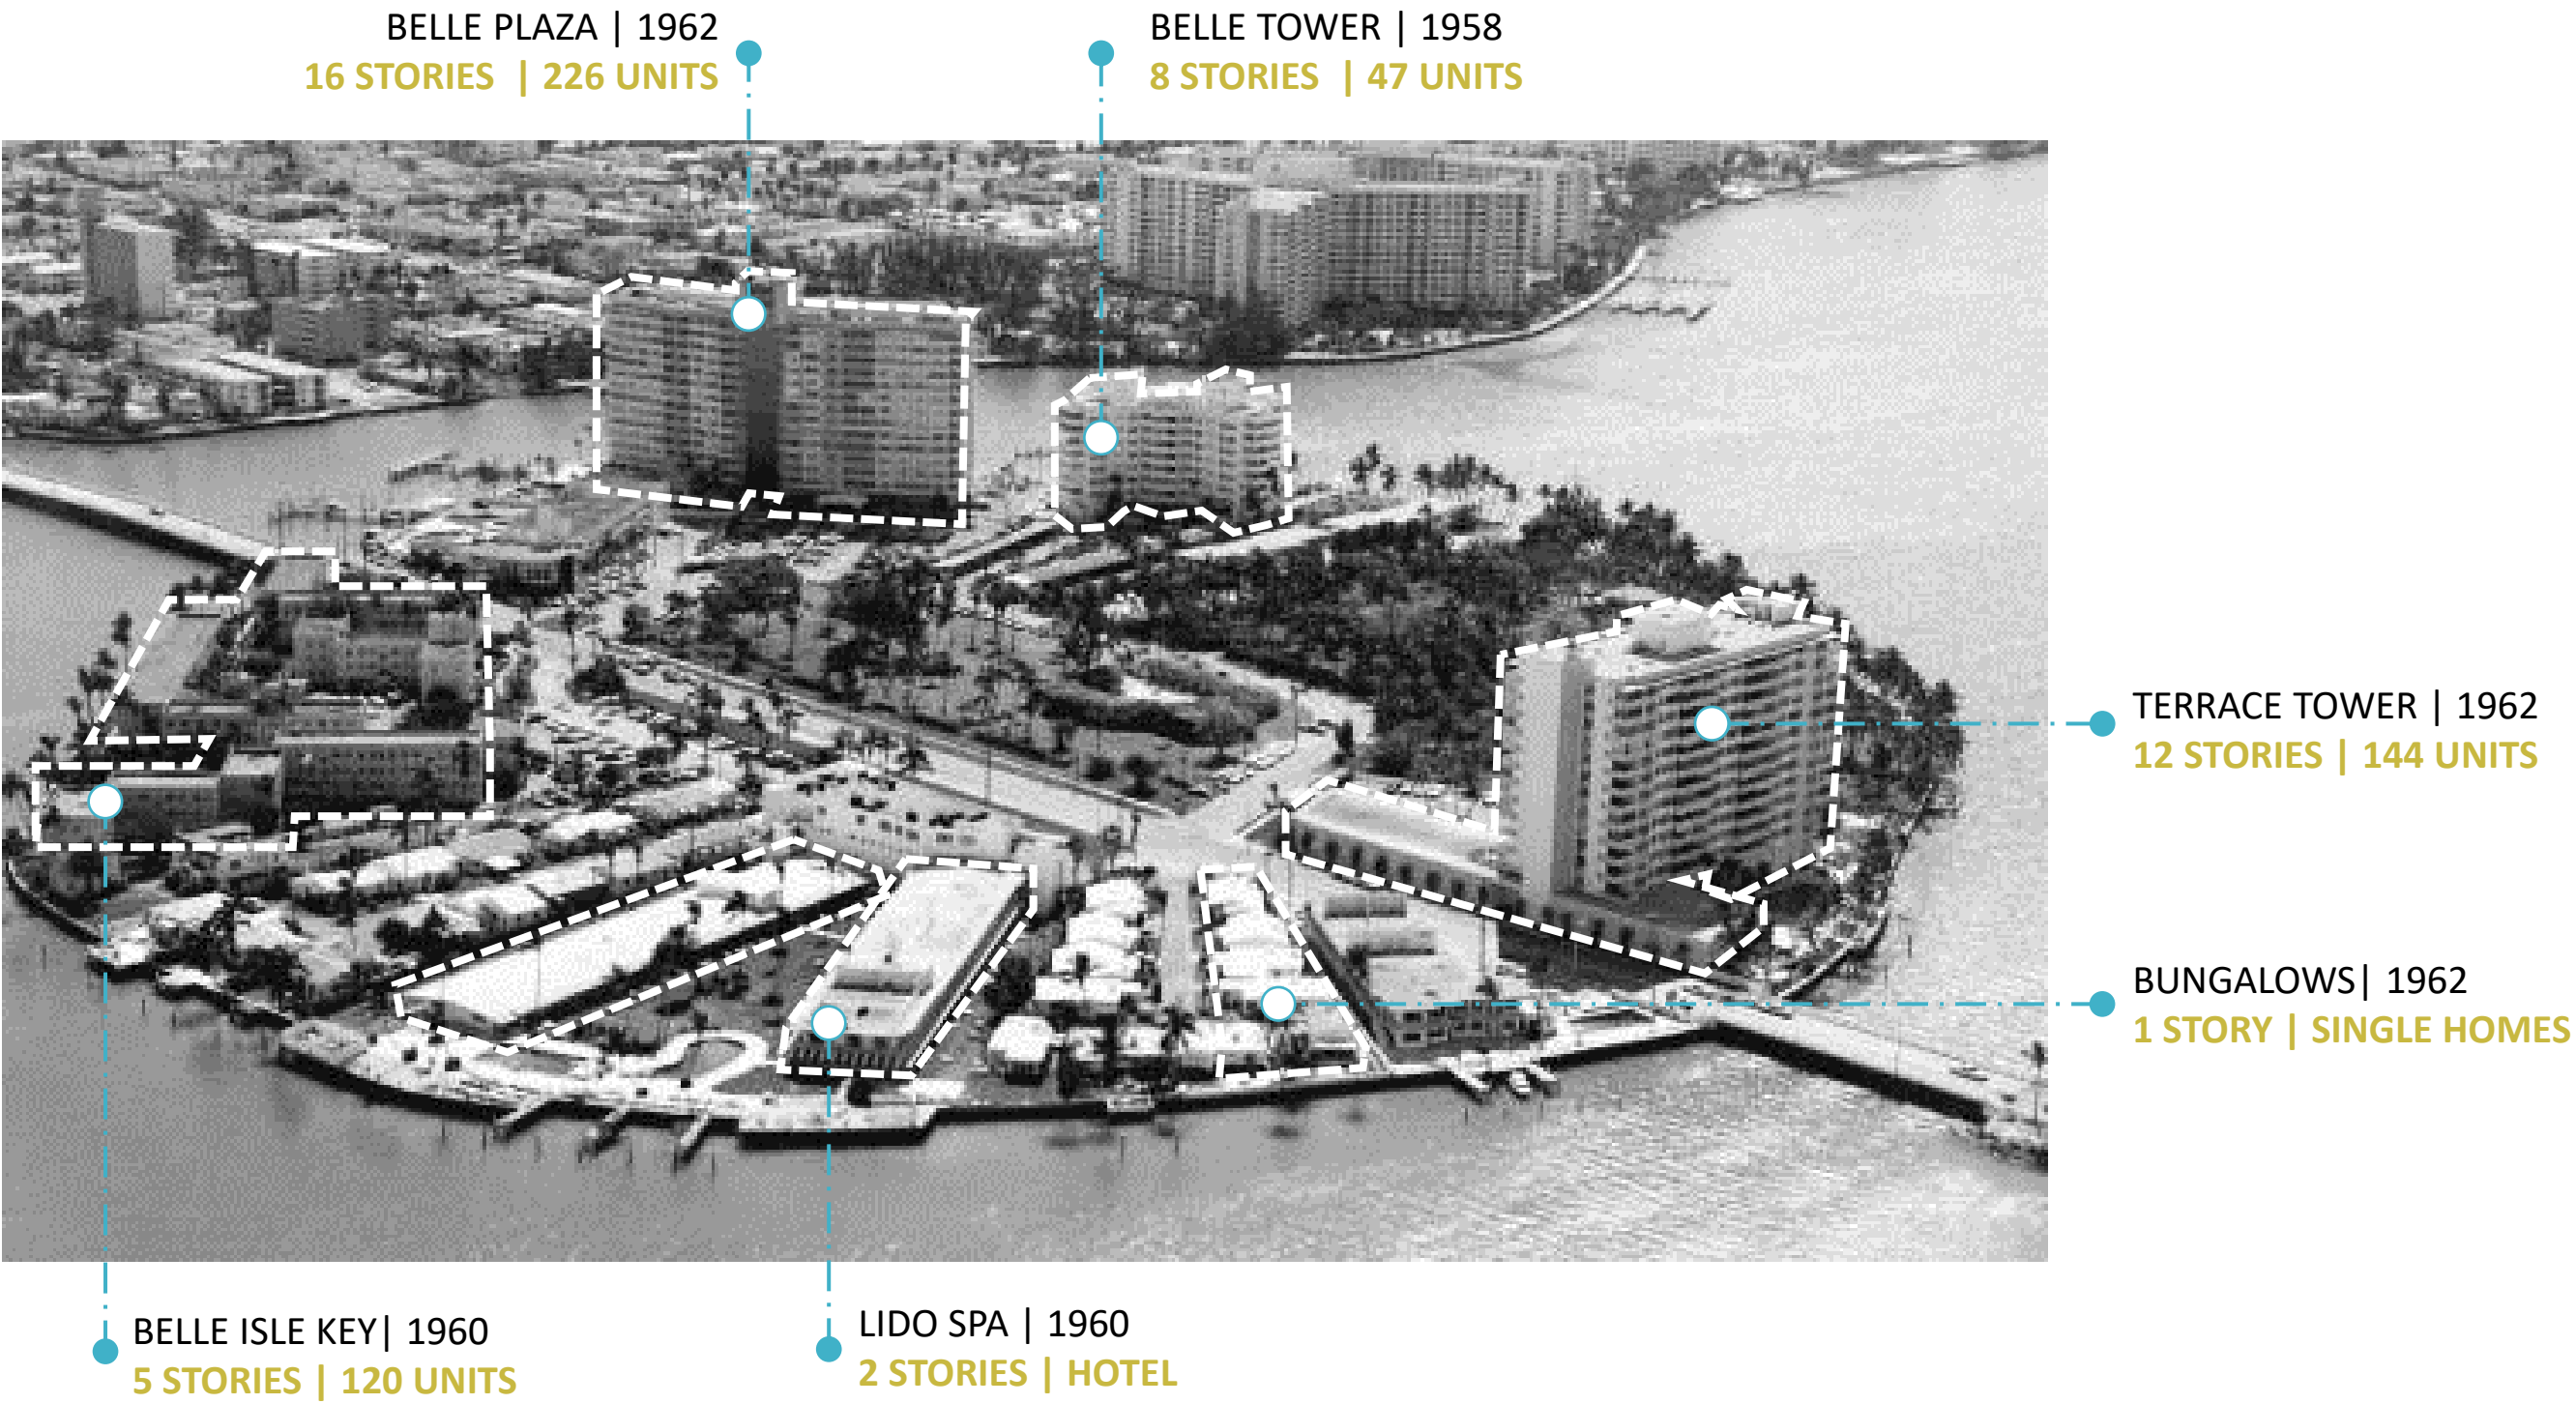 BELLE PLAZA | 1962
16 STORIES | 226 UNITS
BELLE TOWER | 1958
8 STORIES | 47 UNITS
TERRACE TOWER | 1962
12 STORIES | 144 UNITS
BUNGALOWS| 1962
1 STORY | SINGLE HOMES
BELLE ISLE KEY| 1960
5 STORIES | 120 UNITS
LIDO SPA | 1960
2 STORIES | HOTEL